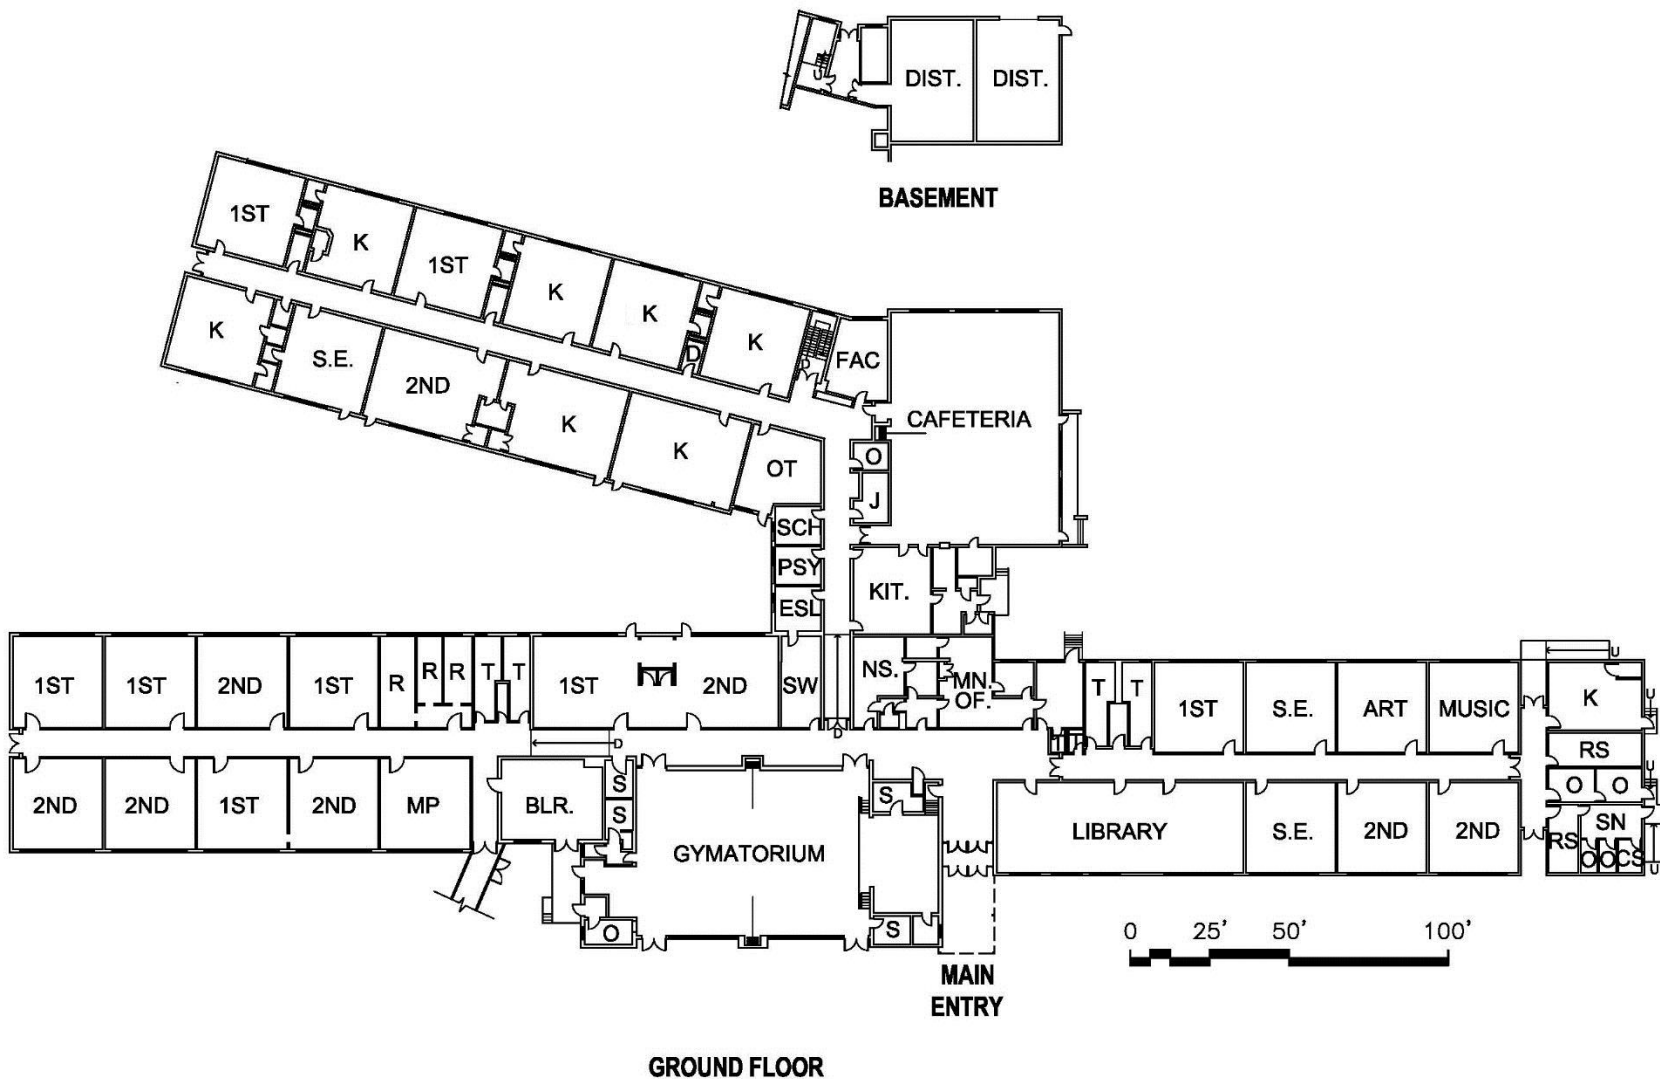 DIST. DIST.
U
BASEMENT
1ST K 1ST K K D K FAC
K S.E. 2ND K K OT
CAFETERIA
D
O
J
SCH
PSY
ESL
KIT.
1ST 1ST 2ND 1ST R R R T T 1ST 2ND SW
NS. MN.
OF.
T T 1ST S.E. ART MUSIC K
U
U
D
D
RS
U
O O
2ND 2ND 1ST 2ND MP BLR. S
S
S
GYMATORIUM
LIBRARY S.E. 2ND 2ND
RS SN
O O CS
U
O
S
0 25' 50' 100'
MAIN
ENTRY
GROUND FLOOR